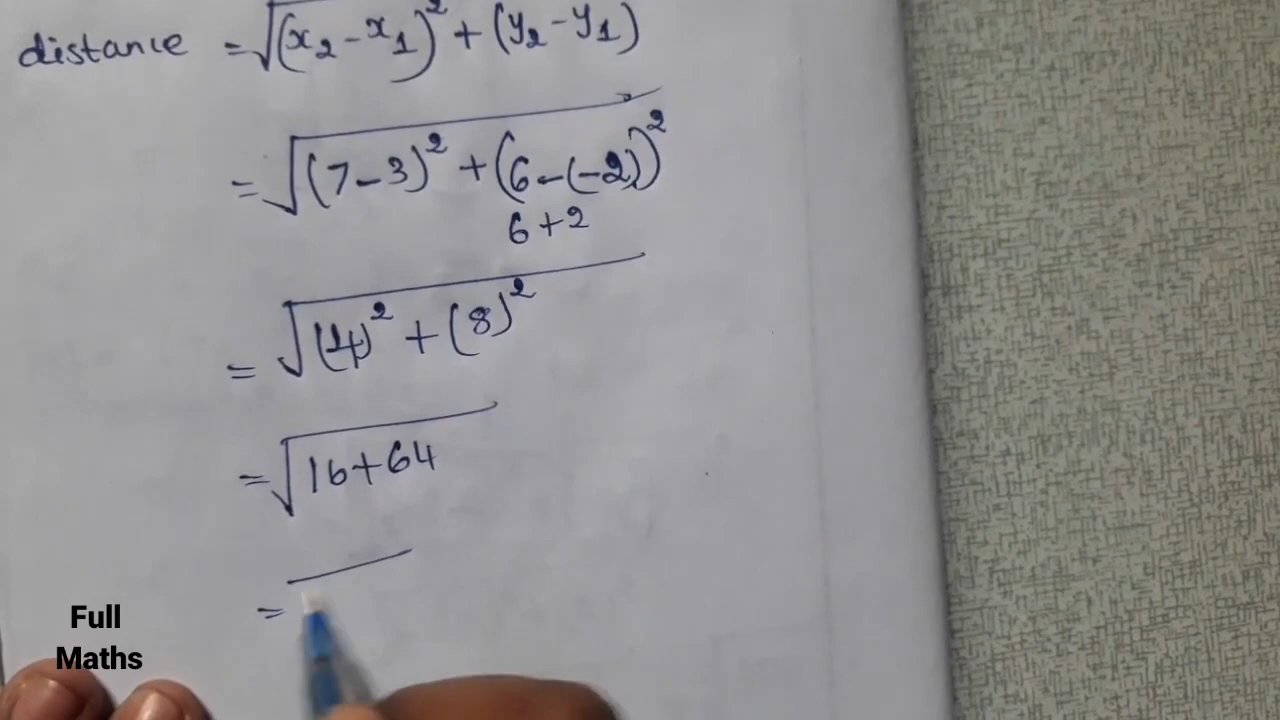 distance = √(x₂-x₁)² + (y₂-y₁)
= √(7-3)² + (6-(-2))²
6+2
= √(4)² + (8)²
= √16+64
=
Full
Maths